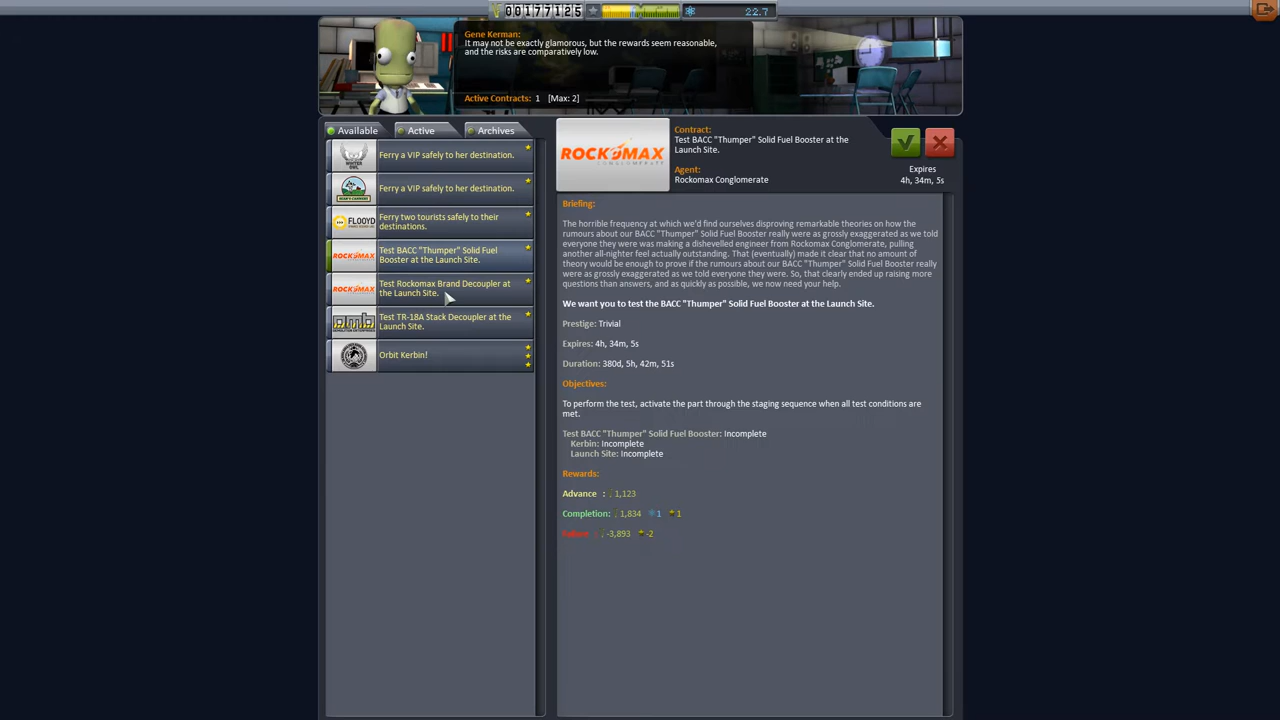 00177125
22.7
Gene Kerman:
It may not be exactly glamorous, but the rewards seem reasonable,
and the risks are comparatively low.
Active Contracts: 1 [Max: 2]
Available
Active
Archives
Ferry a VIP safely to her destination.
Ferry a VIP safely to her destination.
FLOOYD
Ferry two tourists safely to their
destinations.
ROCKOMAX
Test BACC "Thumper" Solid Fuel
Booster at the Launch Site.
ROCKOMAX
Test Rockomax Brand Decoupler at
the Launch Site.
Test TR-18A Stack Decoupler at the
Launch Site.
Orbit Kerbin!
ROCKOMAX
CONGLOMERATE
Contract:
Test BACC "Thumper" Solid Fuel Booster at the
Launch Site.
Agent:
Rockomax Conglomerate
Expires
4h, 34m, 5s
Briefing:
The horrible frequency at which we'd find ourselves disproving remarkable theories on how the
rumours about our BACC "Thumper" Solid Fuel Booster really were as grossly exaggerated as we told
everyone they were was making a dishevelled engineer from Rockomax Conglomerate, pulling
another all-nighter feel actually outstanding. That (eventually) made it clear that no amount of
theory would be enough to prove if the rumours about our BACC "Thumper" Solid Fuel Booster really
were as grossly exaggerated as we told everyone they were. So, that clearly ended up raising more
questions than answers, and as quickly as possible, we now need your help.
We want you to test the BACC "Thumper" Solid Fuel Booster at the Launch Site.
Prestige: Trivial
Expires: 4h, 34m, 5s
Duration: 380d, 5h, 42m, 51s
Objectives:
To perform the test, activate the part through the staging sequence when all test conditions are
met.
Test BACC "Thumper" Solid Fuel Booster: Incomplete
Kerbin: Incomplete
Launch Site: Incomplete
Rewards:
Advance : 1,123
Completion: 1,834 1 1
Failure : -3,893 -2